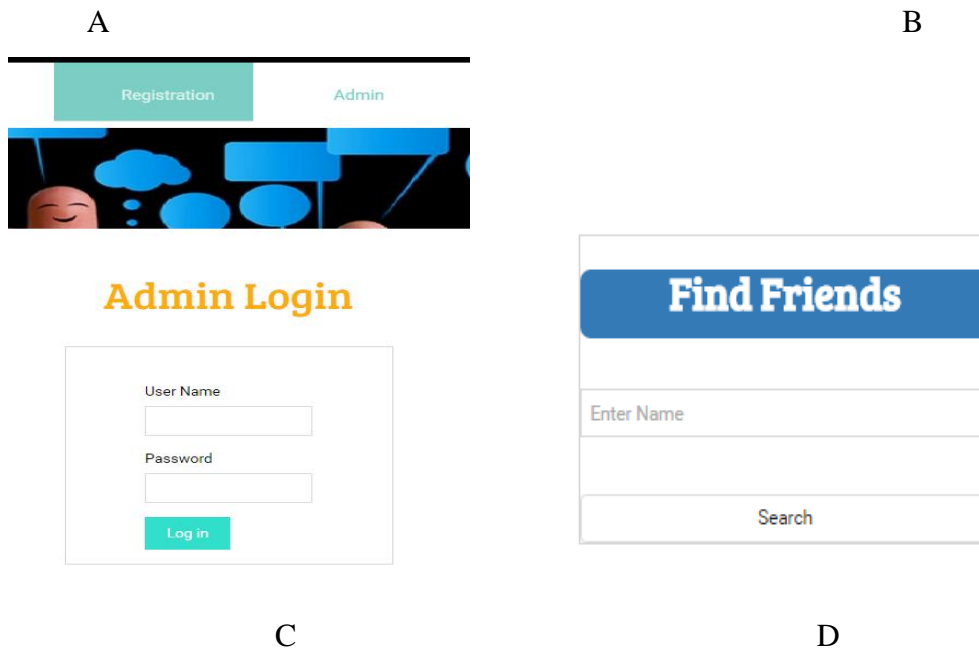 A B
Registration Admin
Admin Login
User Name
Password
Log in
Find Friends
Enter Name
Search
C D